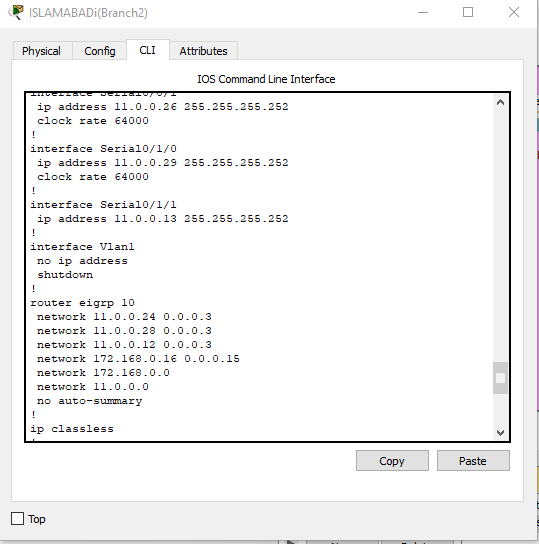 ISLAMABADi(Branch2)
Physical Config CLI Attributes
IOS Command Line Interface
interface Serial0/0/1
ip address 11.0.0.26 255.255.255.252
clock rate 64000
!
interface Serial0/1/0
ip address 11.0.0.29 255.255.255.252
clock rate 64000
!
interface Serial0/1/1
ip address 11.0.0.13 255.255.255.252
!
interface Vlan1
no ip address
shutdown
!
router eigrp 10
network 11.0.0.24 0.0.0.3
network 11.0.0.28 0.0.0.3
network 11.0.0.12 0.0.0.3
network 172.168.0.16 0.0.0.15
network 172.168.0.0
network 11.0.0.0
no auto-summary
!
ip classless
Copy Paste
Top